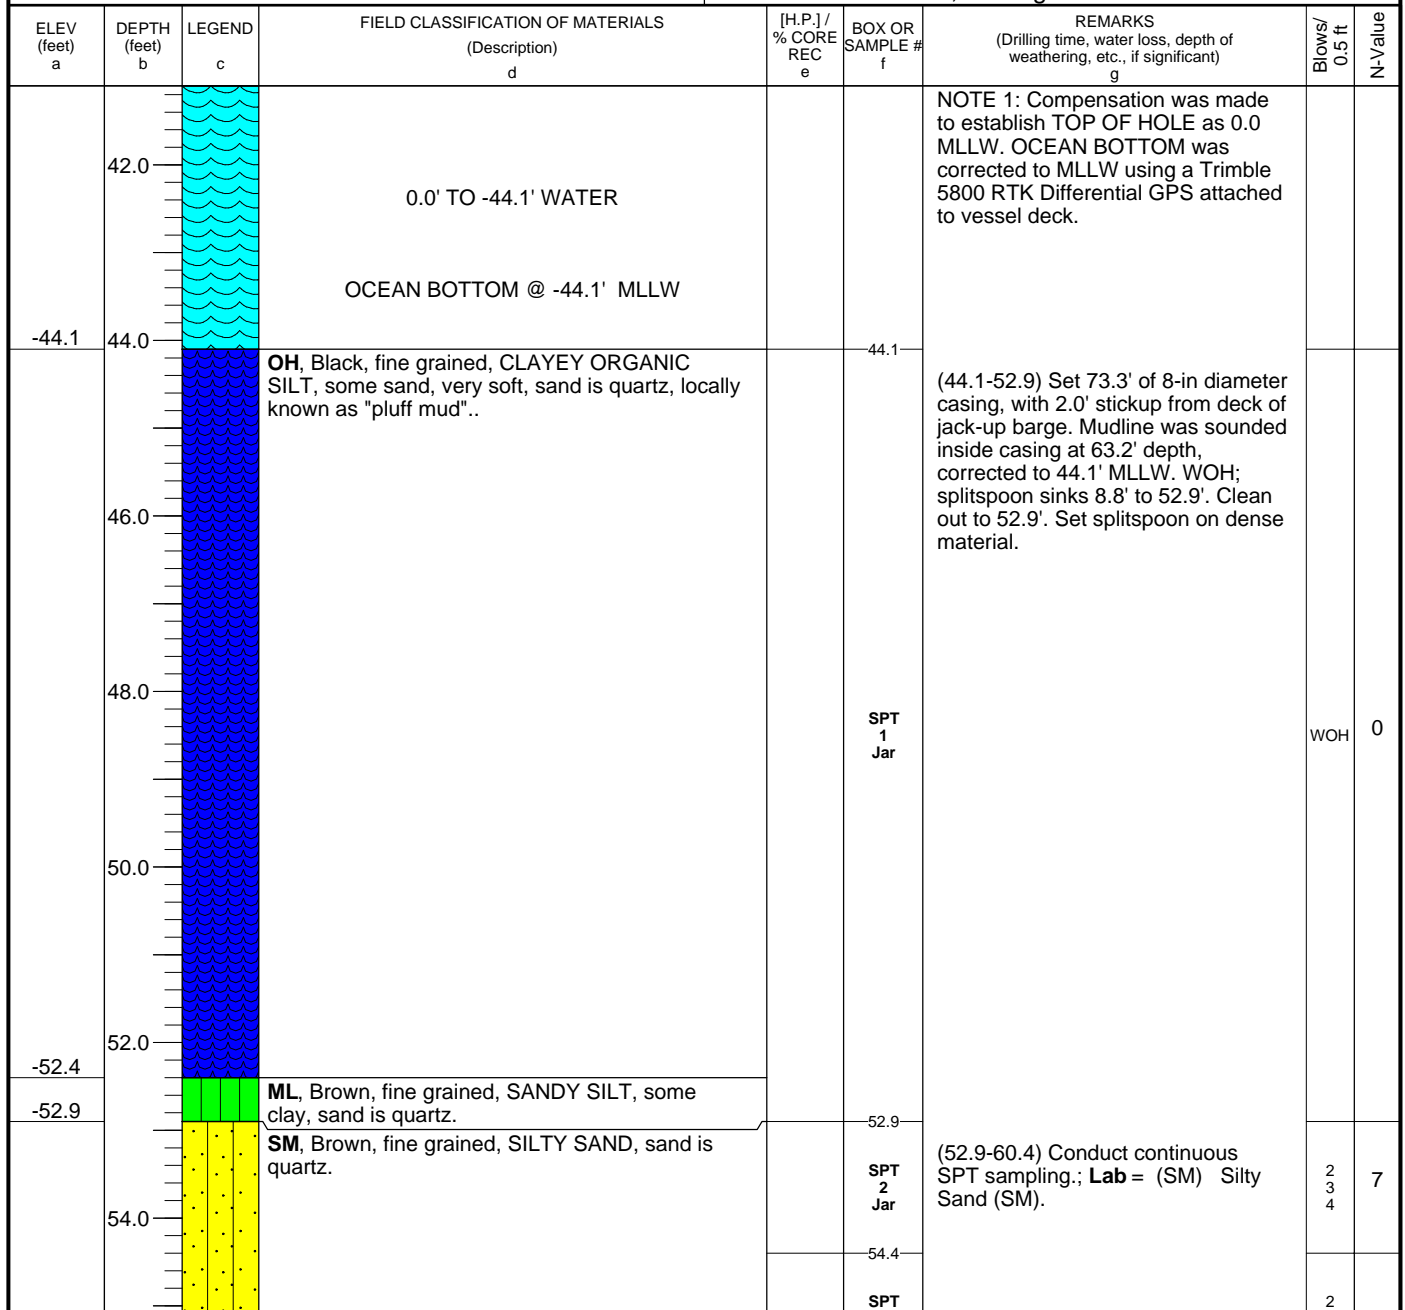 ELEV
(feet)
a
DEPTH
(feet)
b
LEGEND
c
FIELD CLASSIFICATION OF MATERIALS
(Description)
d
[H.P.] /
% CORE
REC
e
BOX OR
SAMPLE #
f
REMARKS
(Drilling time, water loss, depth of
weathering, etc., if significant)
g
Blows/
0.5 ft
N-Value
NOTE 1: Compensation was made
to establish TOP OF HOLE as 0.0
MLLW. OCEAN BOTTOM was
corrected to MLLW using a Trimble
5800 RTK Differential GPS attached
to vessel deck.
42.0
0.0' TO -44.1' WATER
OCEAN BOTTOM @ -44.1' MLLW
-44.1
44.0
44.1
OH, Black, fine grained, CLAYEY ORGANIC
SILT, some sand, very soft, sand is quartz, locally
known as "pluff mud"..
(44.1-52.9) Set 73.3' of 8-in diameter
casing, with 2.0' stickup from deck of
jack-up barge. Mudline was sounded
inside casing at 63.2' depth,
corrected to 44.1' MLLW. WOH;
splitspoon sinks 8.8' to 52.9'. Clean
out to 52.9'. Set splitspoon on dense
material.
46.0
48.0
SPT
1
Jar
WOH
0
50.0
52.0
-52.4
ML, Brown, fine grained, SANDY SILT, some
clay, sand is quartz.
-52.9
52.9
SM, Brown, fine grained, SILTY SAND, sand is
quartz.
SPT
2
Jar
(52.9-60.4) Conduct continuous
SPT sampling.; Lab = (SM) Silty
Sand (SM).
2
3
4
7
54.0
54.4
SPT
2